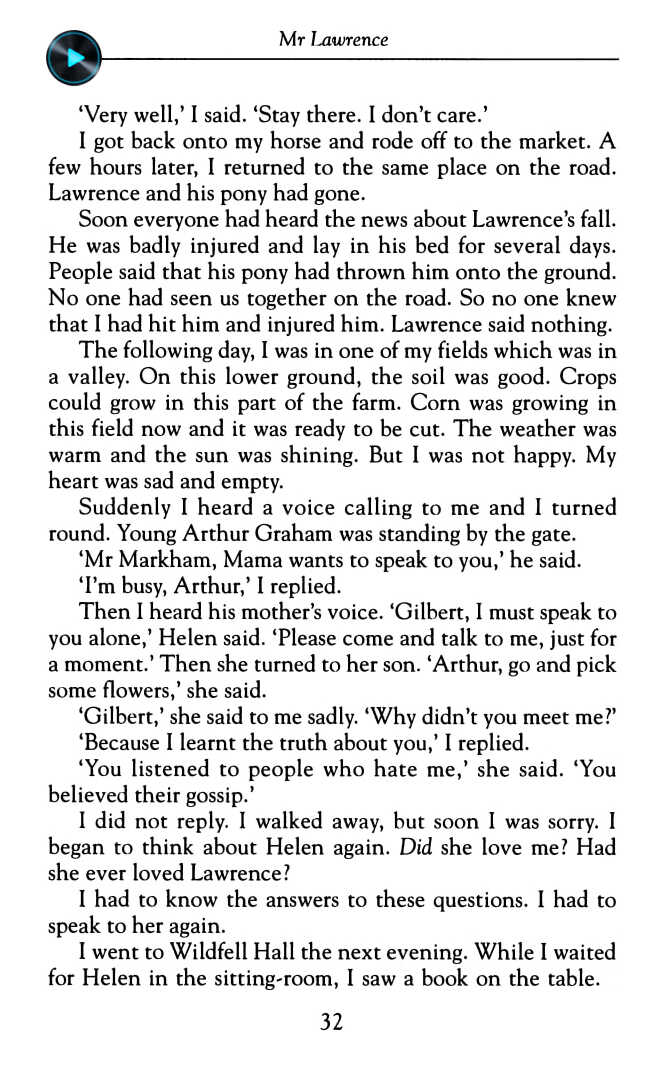 Mr Lawrence
‘Very well,’ I said. ‘Stay there. I don’t care.’
I got back onto my horse and rode off to the market. A
few hours later, I returned to the same place on the road.
Lawrence and his pony had gone.
Soon everyone had heard the news about Lawrence’s fall.
He was badly injured and lay in his bed for several days.
People said that his pony had thrown him onto the ground.
No one had seen us together on the road. So no one knew
that I had hit him and injured him. Lawrence said nothing.
The following day, I was in one of my fields which was in
a valley. On this lower ground, the soil was good. Crops
could grow in this part of the farm. Corn was growing in
this field now and it was ready to be cut. The weather was
warm and the sun was shining. But I was not happy. My
heart was sad and empty.
Suddenly I heard a voice calling to me and I turned
round. Young Arthur Graham was standing by the gate.
‘Mr Markham, Mama wants to speak to you,’ he said.
‘I’m busy, Arthur,’ I replied.
Then I heard his mother’s voice. ‘Gilbert, I must speak to
you alone,’ Helen said. ‘Please come and talk to me, just for
a moment.’ Then she turned to her son. ‘Arthur, go and pick
some flowers,’ she said.
‘Gilbert,’ she said to me sadly. ‘Why didn’t you meet me?’
‘Because I learnt the truth about you,’ I replied.
‘You listened to people who hate me,’ she said. ‘You
believed their gossip.’
I did not reply. I walked away, but soon I was sorry. I
began to think about Helen again. Did she love me? Had
she ever loved Lawrence?
I had to know the answers to these questions. I had to
speak to her again.
I went to Wildfell Hall the next evening. While I waited
for Helen in the sitting-room, I saw a book on the table.
32